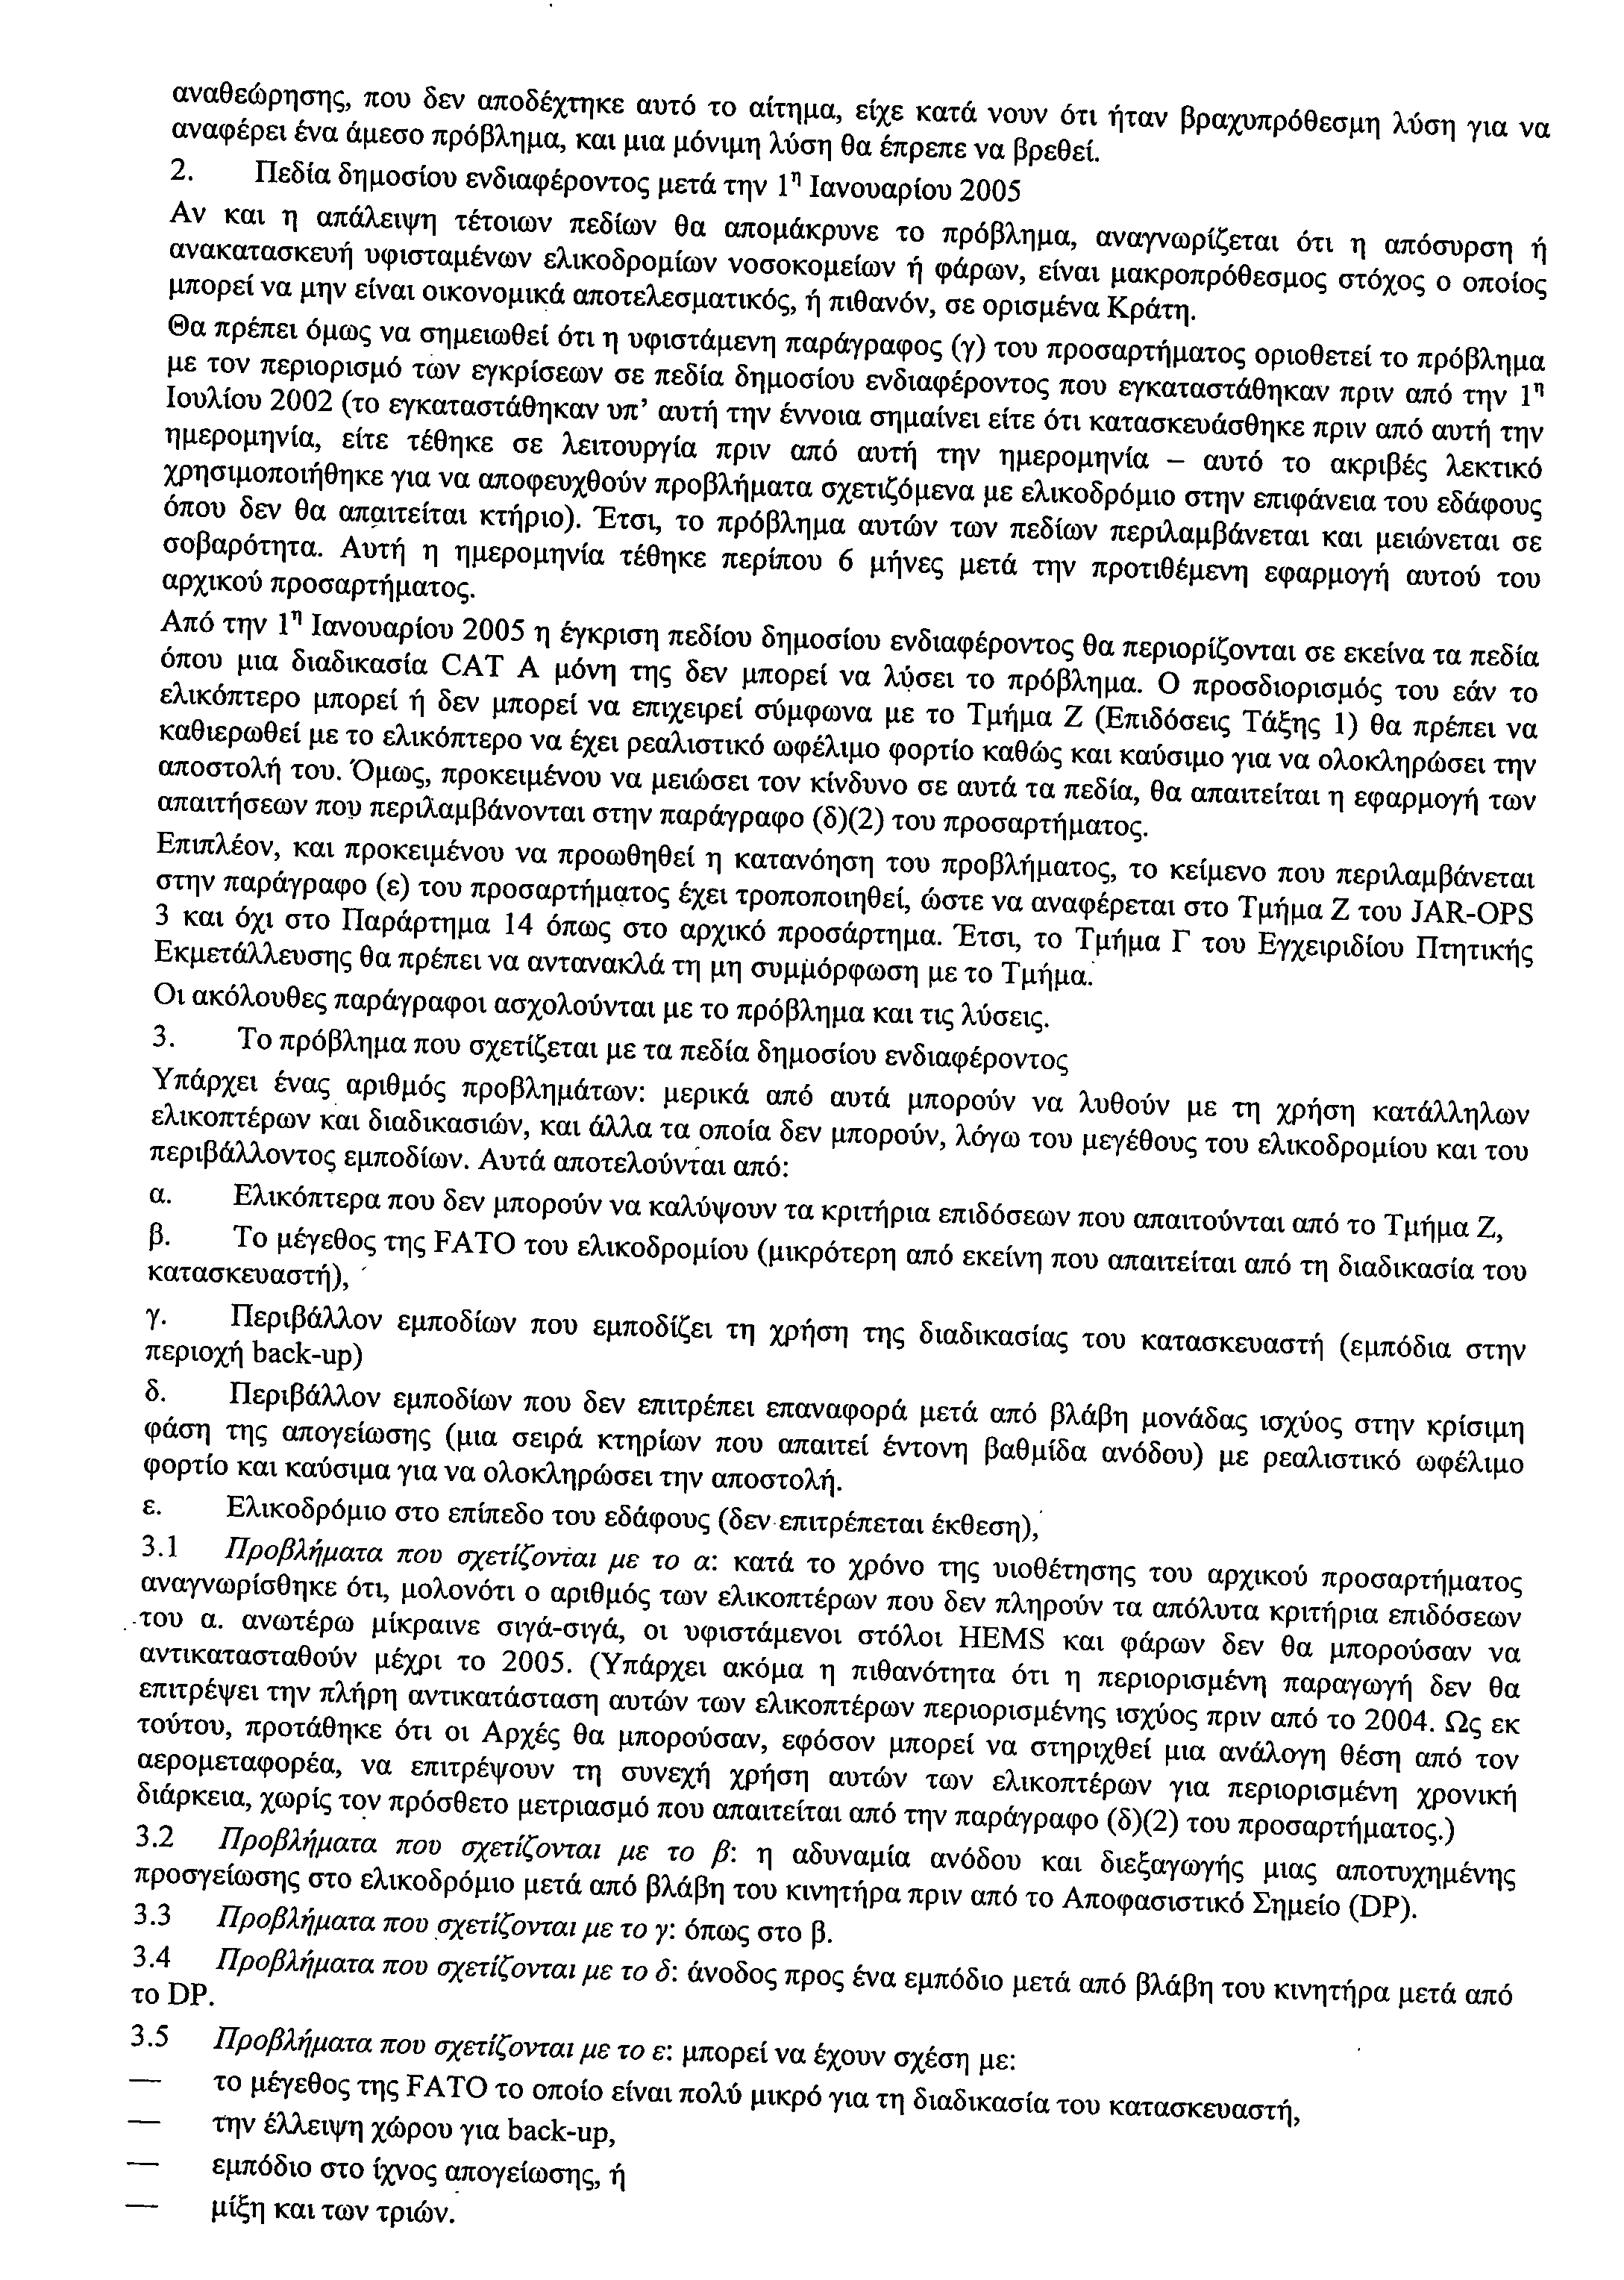 αναθεώρησης, που δεν αποδέχτηκε αυτό το αίτημα, είχε κατά νουν ότι ήταν βραχυπρόθεσμη λύση για να
αναφέρει ένα άμεσο πρόβλημα, και μια μόνιμη λύση θα έπρεπε να βρεθεί.
2. Πεδία δημοσίου ενδιαφέροντος μετά την 1η Ιανουαρίου 2005
Αν και η απάλειψη τέτοιων πεδίων θα απομάκρυνε το πρόβλημα, αναγνωρίζεται ότι η απόσυρση ή
ανακατασκευή υφισταμένων ελικοδρομίων νοσοκομείων ή φάρων, είναι μακροπρόθεσμος στόχος ο οποίος
μπορεί να μην είναι οικονομικά αποτελεσματικός, ή πιθανόν, σε ορισμένα Κράτη.
Θα πρέπει όμως να σημειωθεί ότι η υφιστάμενη παράγραφος (γ) του προσαρτήματος οριοθετεί το πρόβλημα
με τον περιορισμό των εγκρίσεων σε πεδία δημοσίου ενδιαφέροντος που εγκαταστάθηκαν πριν από την 1η
Ιουλίου 2002 (το εγκαταστάθηκαν υπ’ αυτή την έννοια σημαίνει είτε ότι κατασκευάσθηκε πριν από αυτή την
ημερομηνία, είτε τέθηκε σε λειτουργία πριν από αυτή την ημερομηνία – αυτό το ακριβές λεκτικό
χρησιμοποιήθηκε για να αποφευχθούν προβλήματα σχετιζόμενα με ελικοδρόμιο στην επιφάνεια του εδάφους
όπου δεν θα απαιτείται κτήριο). Έτσι, το πρόβλημα αυτών των πεδίων περιλαμβάνεται και μειώνεται σε
σοβαρότητα. Αυτή η ημερομηνία τέθηκε περίπου 6 μήνες μετά την προτιθέμενη εφαρμογή αυτού του
αρχικού προσαρτήματος.
Από την 1η Ιανουαρίου 2005 η έγκριση πεδίου δημοσίου ενδιαφέροντος θα περιορίζονται σε εκείνα τα πεδία
όπου μια διαδικασία CAT A μόνη της δεν μπορεί να λύσει το πρόβλημα. Ο προσδιορισμός του εάν το
ελικόπτερο μπορεί ή δεν μπορεί να επιχειρεί σύμφωνα με το Τμήμα Ζ (Επιδόσεις Τάξης 1) θα πρέπει να
καθιερωθεί με το ελικόπτερο να έχει ρεαλιστικό ωφέλιμο φορτίο καθώς και καύσιμο για να ολοκληρώσει την
αποστολή του. Όμως, προκειμένου να μειώσει τον κίνδυνο σε αυτά τα πεδία, θα απαιτείται η εφαρμογή των
απαιτήσεων που περιλαμβάνονται στην παράγραφο (δ)(2) του προσαρτήματος.
Επιπλέον, και προκειμένου να προωθηθεί η κατανόηση του προβλήματος, το κείμενο που περιλαμβάνεται
στην παράγραφο (ε) του προσαρτήματος έχει τροποποιηθεί, ώστε να αναφέρεται στο Τμήμα Ζ του JAR-OPS
3 και όχι στο Παράρτημα 14 όπως στο αρχικό προσάρτημα. Έτσι, το Τμήμα Γ του Εγχειριδίου Πτητικής
Εκμετάλλευσης θα πρέπει να αντανακλά τη μη συμμόρφωση με το Τμήμα.
Οι ακόλουθες παράγραφοι ασχολούνται με το πρόβλημα και τις λύσεις.
3. Το πρόβλημα που σχετίζεται με τα πεδία δημοσίου ενδιαφέροντος
Υπάρχει ένας αριθμός προβλημάτων: μερικά από αυτά μπορούν να λυθούν με τη χρήση κατάλληλων
ελικοπτέρων και διαδικασιών, και άλλα τα οποία δεν μπορούν, λόγω του μεγέθους του ελικοδρομίου και του
περιβάλλοντος εμποδίων. Αυτά αποτελούνται από:
α. Ελικόπτερα που δεν μπορούν να καλύψουν τα κριτήρια επιδόσεων που απαιτούνται από το Τμήμα Ζ,
β. Το μέγεθος της FATO του ελικοδρομίου (μικρότερη από εκείνη που απαιτείται από τη διαδικασία του
κατασκευαστή),
γ. Περιβάλλον εμποδίων που εμποδίζει τη χρήση της διαδικασίας του κατασκευαστή (εμπόδια στην
περιοχή back-up)
δ. Περιβάλλον εμποδίων που δεν επιτρέπει επαναφορά μετά από βλάβη μονάδας ισχύος στην κρίσιμη
φάση της απογείωσης (μια σειρά κτηρίων που απαιτεί έντονη βαθμίδα ανόδου) με ρεαλιστικό ωφέλιμο
φορτίο και καύσιμα για να ολοκληρώσει την αποστολή.
ε. Ελικοδρόμιο στο επίπεδο του εδάφους (δεν επιτρέπεται έκθεση),
3.1 Προβλήματα που σχετίζονται με το α: κατά το χρόνο της υιοθέτησης του αρχικού προσαρτήματος
αναγνωρίσθηκε ότι, μολονότι ο αριθμός των ελικοπτέρων που δεν πληρούν τα απόλυτα κριτήρια επιδόσεων
του α. ανωτέρω μίκραινε σιγά-σιγά, οι υφιστάμενοι στόλοι HEMS και φάρων δεν θα μπορούσαν να
αντικατασταθούν μέχρι το 2005. (Υπάρχει ακόμα η πιθανότητα ότι η περιορισμένη παραγωγή δεν θα
επιτρέψει την πλήρη αντικατάσταση αυτών των ελικοπτέρων περιορισμένης ισχύος πριν από το 2004. Ως εκ
τούτου, προτάθηκε ότι οι Αρχές θα μπορούσαν, εφόσον μπορεί να στηριχθεί μια ανάλογη θέση από τον
αερομεταφορέα, να επιτρέψουν τη συνεχή χρήση αυτών των ελικοπτέρων για περιορισμένη χρονική
διάρκεια, χωρίς τον πρόσθετο μετριασμό που απαιτείται από την παράγραφο (δ)(2) του προσαρτήματος.)
3.2 Προβλήματα που σχετίζονται με το β: η αδυναμία ανόδου και διεξαγωγής μιας αποτυχημένης
προσγείωσης στο ελικοδρόμιο μετά από βλάβη του κινητήρα πριν από το Αποφασιστικό Σημείο (DP).
3.3 Προβλήματα που σχετίζονται με το γ: όπως στο β.
3.4 Προβλήματα που σχετίζονται με το δ: άνοδος προς ένα εμπόδιο μετά από βλάβη του κινητήρα μετά από
το DP.
3.5 Προβλήματα που σχετίζονται με το ε: μπορεί να έχουν σχέση με:
— το μέγεθος της FATO το οποίο είναι πολύ μικρό για τη διαδικασία του κατασκευαστή,
— την έλλειψη χώρου για back-up,
— εμπόδιο στο ίχνος απογείωσης, ή
— μίξη και των τριών.